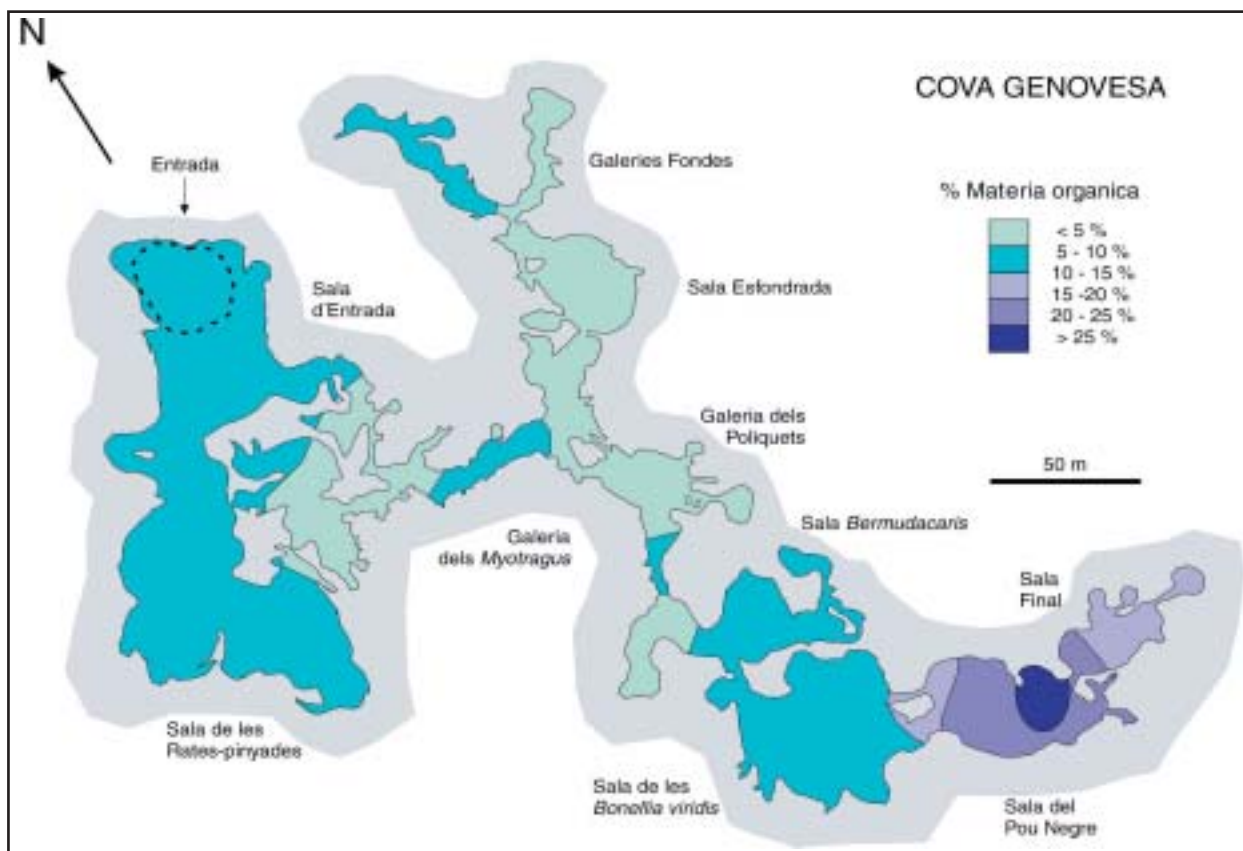 N
COVA GENOVESA
Entrada
Galeries Fondes
% Materia organica
< 5 %
5 - 10 %
10 - 15 %
15 -20 %
20 - 25 %
> 25 %
Sala
d'Entrada
Sala Esfondrada
Galeria dels
Poliquets
50 m
Sala Bermudacaris
Galeria
dels Myotragus
Sala
Final
Sala de les
Rates-pinyades
Sala de les
Bonellia viridis
Sala del
Pou Negre